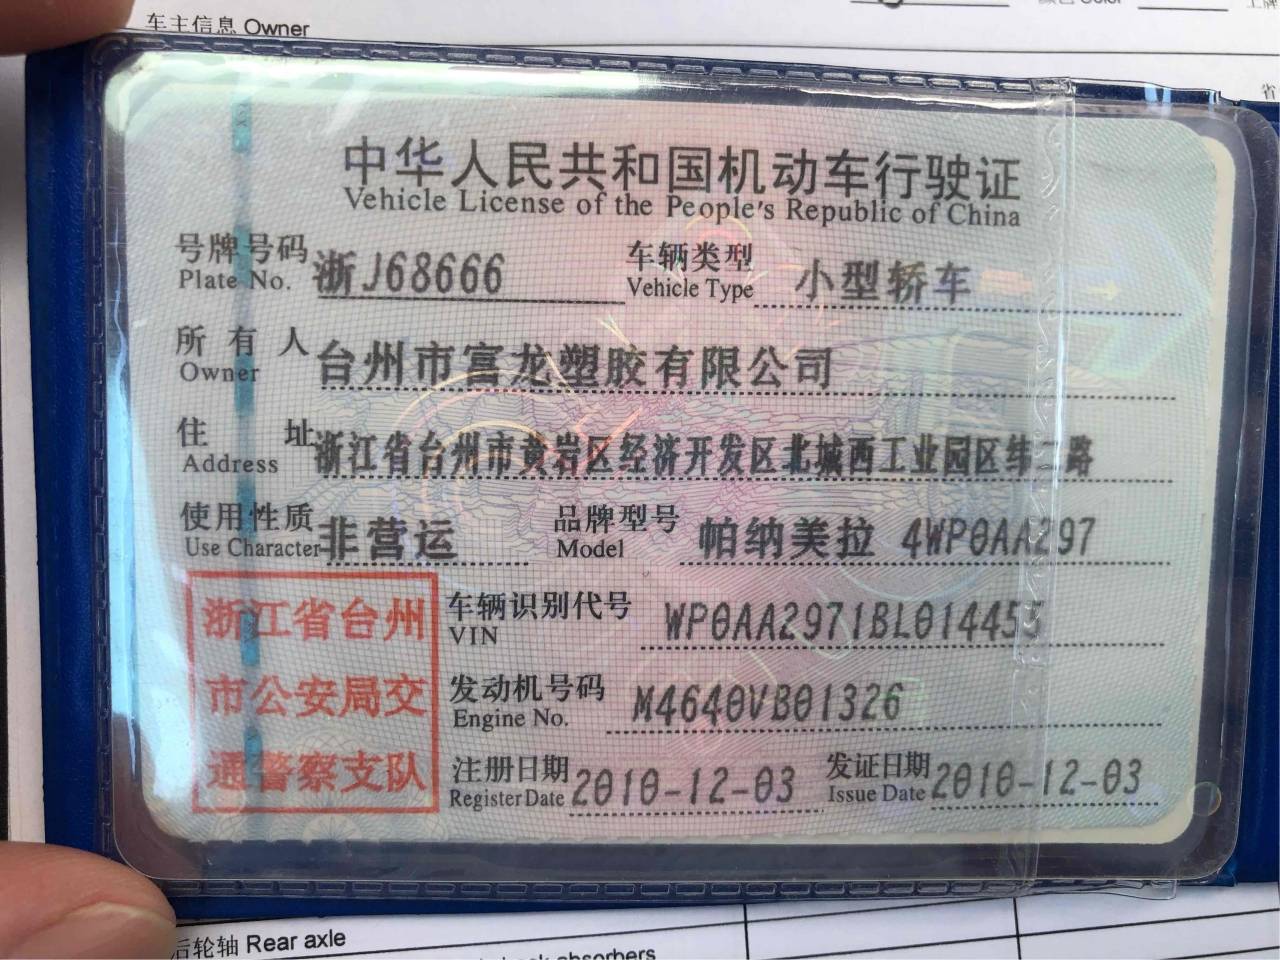 车主信息 Owner
中华人民共和国机动车行驶证
Vehicle License of the People's Republic of China
号牌号码 浙J68666 车辆类型 小型轿车
Plate No. Vehicle Type
所有人 台州市富龙塑胶有限公司
Owner
住址 浙江省台州市黄岩区经济开发区北城西工业园区纬二路
Address
使用性质 非营运 品牌型号 帕纳美拉 4WP0AA297
Use Character Model
浙江省台州
市公安局交
通警察支队
车辆识别代号 WP0AA2971BL014455
VIN
发动机号码 M4640VB01326
Engine No.
注册日期 2010-12-03 发证日期 2010-12-03
Register Date Issue Date
后轮轴 Rear axle
absorbers